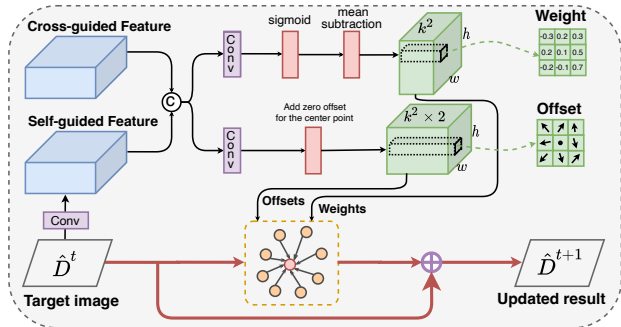 Cross-guided Feature
Self-guided Feature
C
Conv
sigmoid
mean
subtraction
k²
h
w
Weight
-0.3 0.2 0.3
0.2 0.1 0.5
-0.2 -0.1 0.7
Conv
Add zero offset
for the center point
k² × 2
h
w
Offset
Conv
Offsets
Weights
D̂ᵗ
Target image
D̂ᵗ⁺¹
Updated result